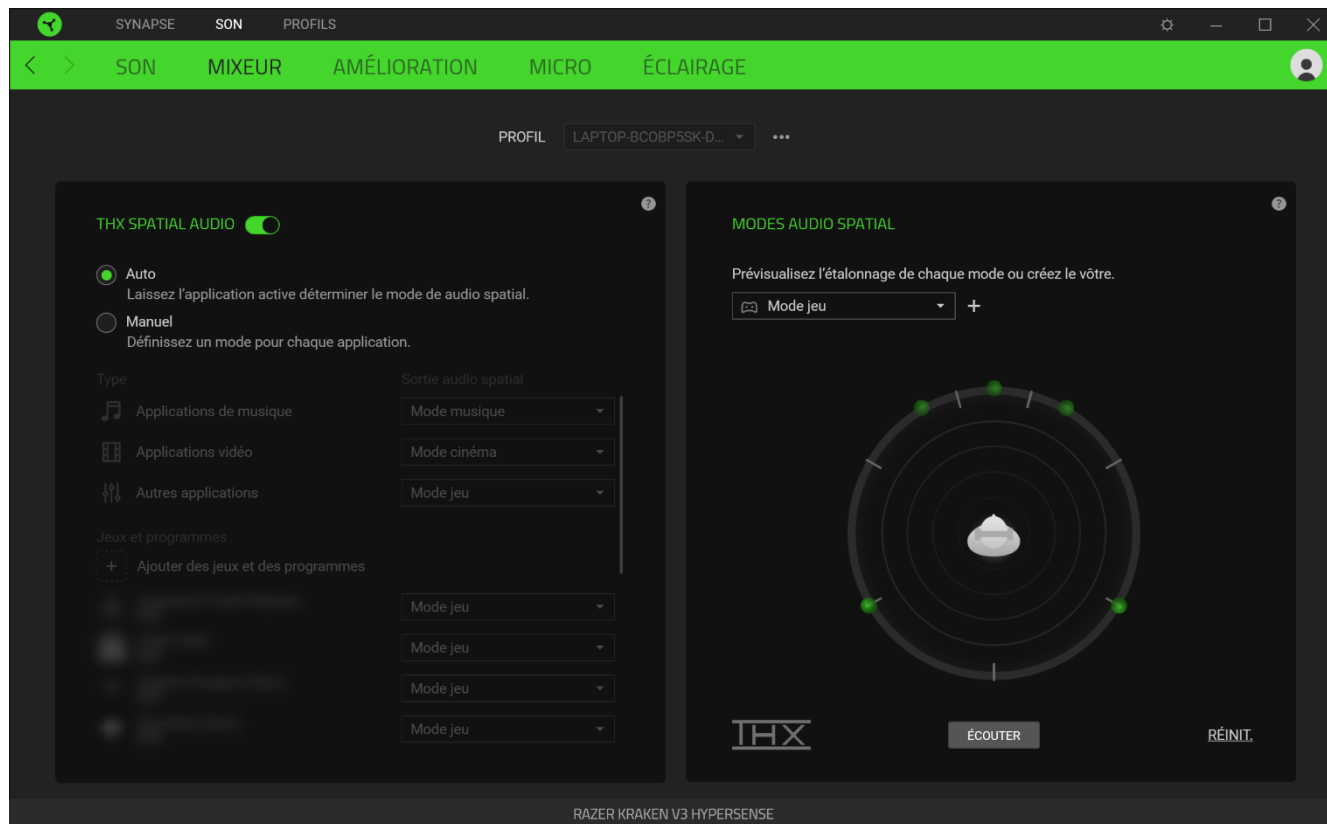 SYNAPSE SON PROFILS
SON MIXEUR AMÉLIORATION MICRO ÉCLAIRAGE
PROFIL LAPTOP-BCOBP5SK-D...
THX SPATIAL AUDIO
Auto
Laissez l'application active déterminer le mode de audio spatial.
Manuel
Définissez un mode pour chaque application.
Type Sortie audio spatial
Applications de musique Mode musique
Applications vidéo Mode cinéma
Autres applications Mode jeu
Jeux et programmes
+ Ajouter des jeux et des programmes
Mode jeu
Mode jeu
Mode jeu
Mode jeu
MODES AUDIO SPATIAL
Prévisualisez l'étalonnage de chaque mode ou créez le vôtre.
Mode jeu +
THX ÉCOUTER RÉINIT.
RAZER KRAKEN V3 HYPERSENSE